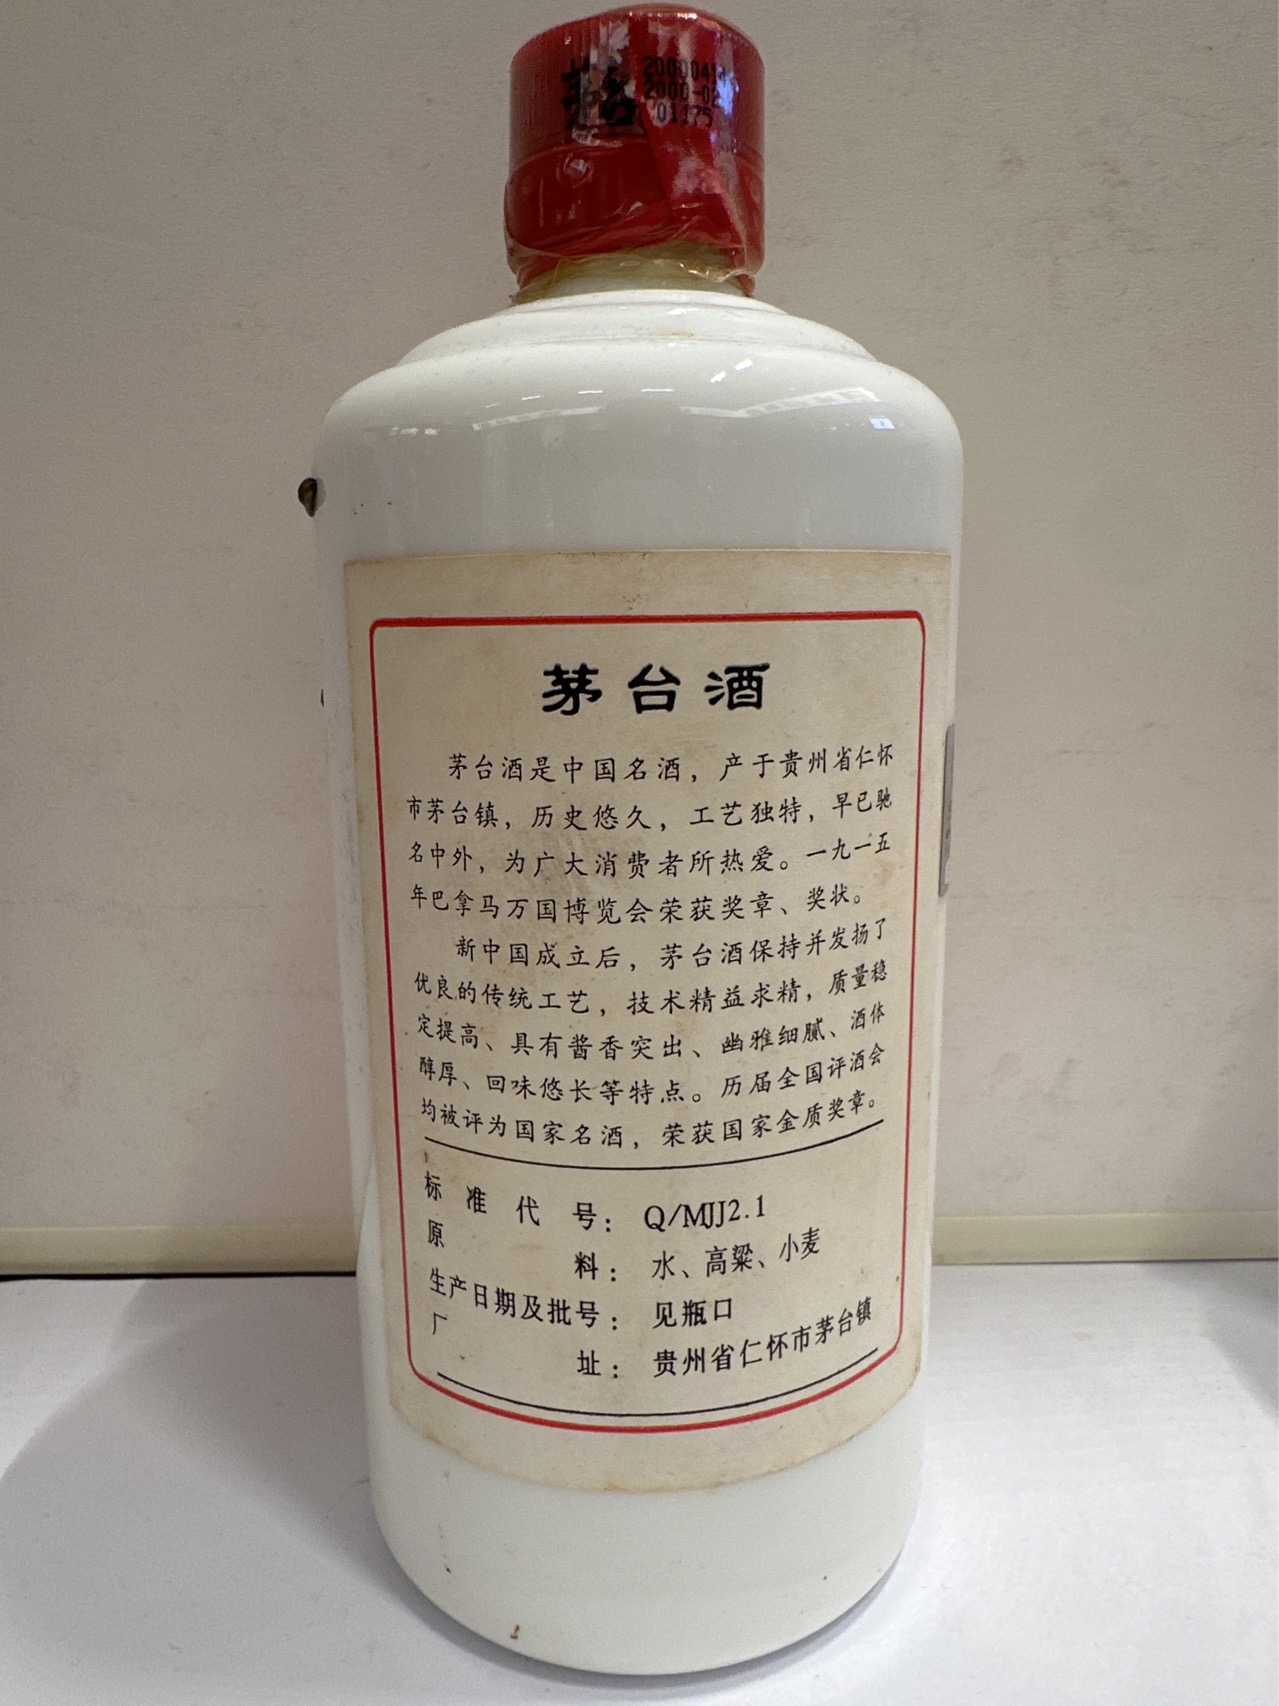 茅台
20000414
2000-02
01175
茅台酒
茅台酒是中国名酒，产于贵州省仁怀
市茅台镇，历史悠久，工艺独特，早已驰
名中外，为广大消费者所热爱。一九一五
年巴拿马万国博览会荣获奖章、奖状。
新中国成立后，茅台酒保持并发扬了
优良的传统工艺，技术精益求精，质量稳
定提高、具有酱香突出、幽雅细腻、酒体
醇厚、回味悠长等特点。历届全国评酒会
均被评为国家名酒，荣获国家金质奖章。
标准代号：Q/MJJ2.1
原料：水、高粱、小麦
生产日期及批号：见瓶口
厂址：贵州省仁怀市茅台镇